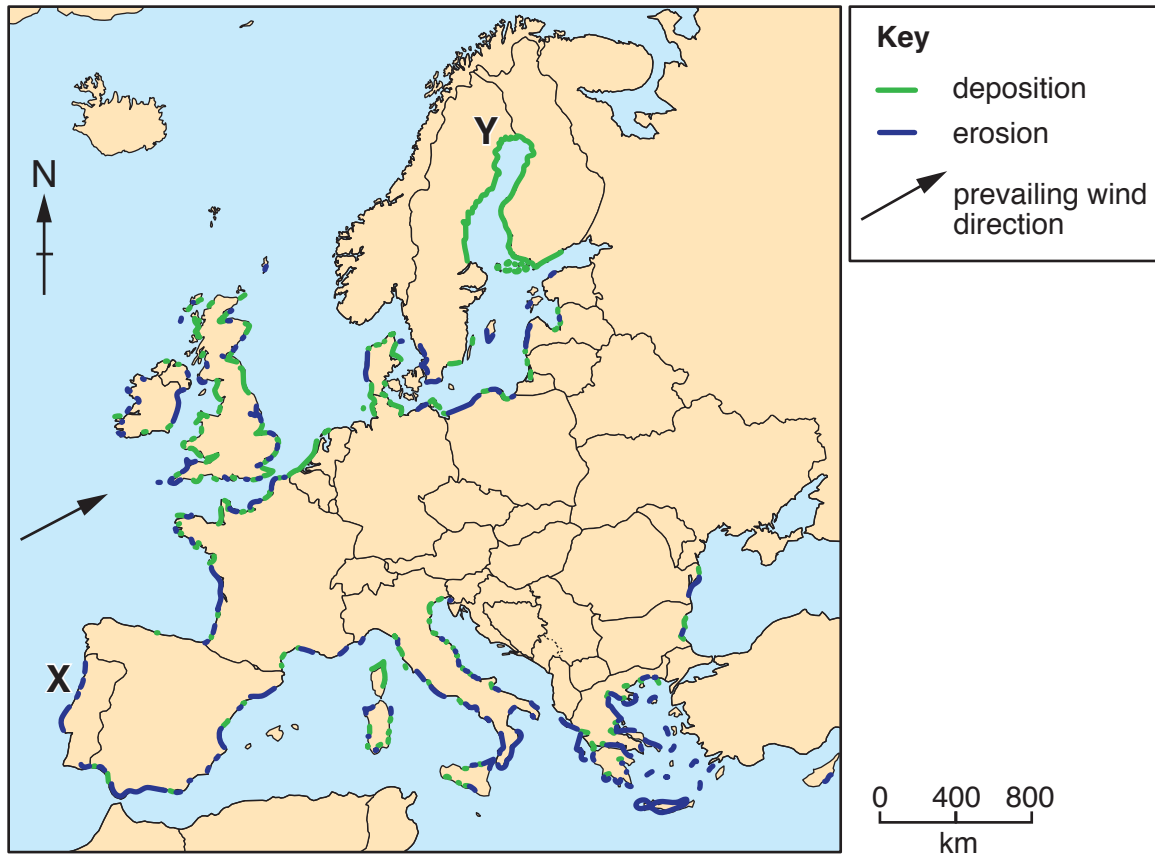 Key
deposition
erosion
prevailing wind
direction
N
Y
X
0 400 800
km